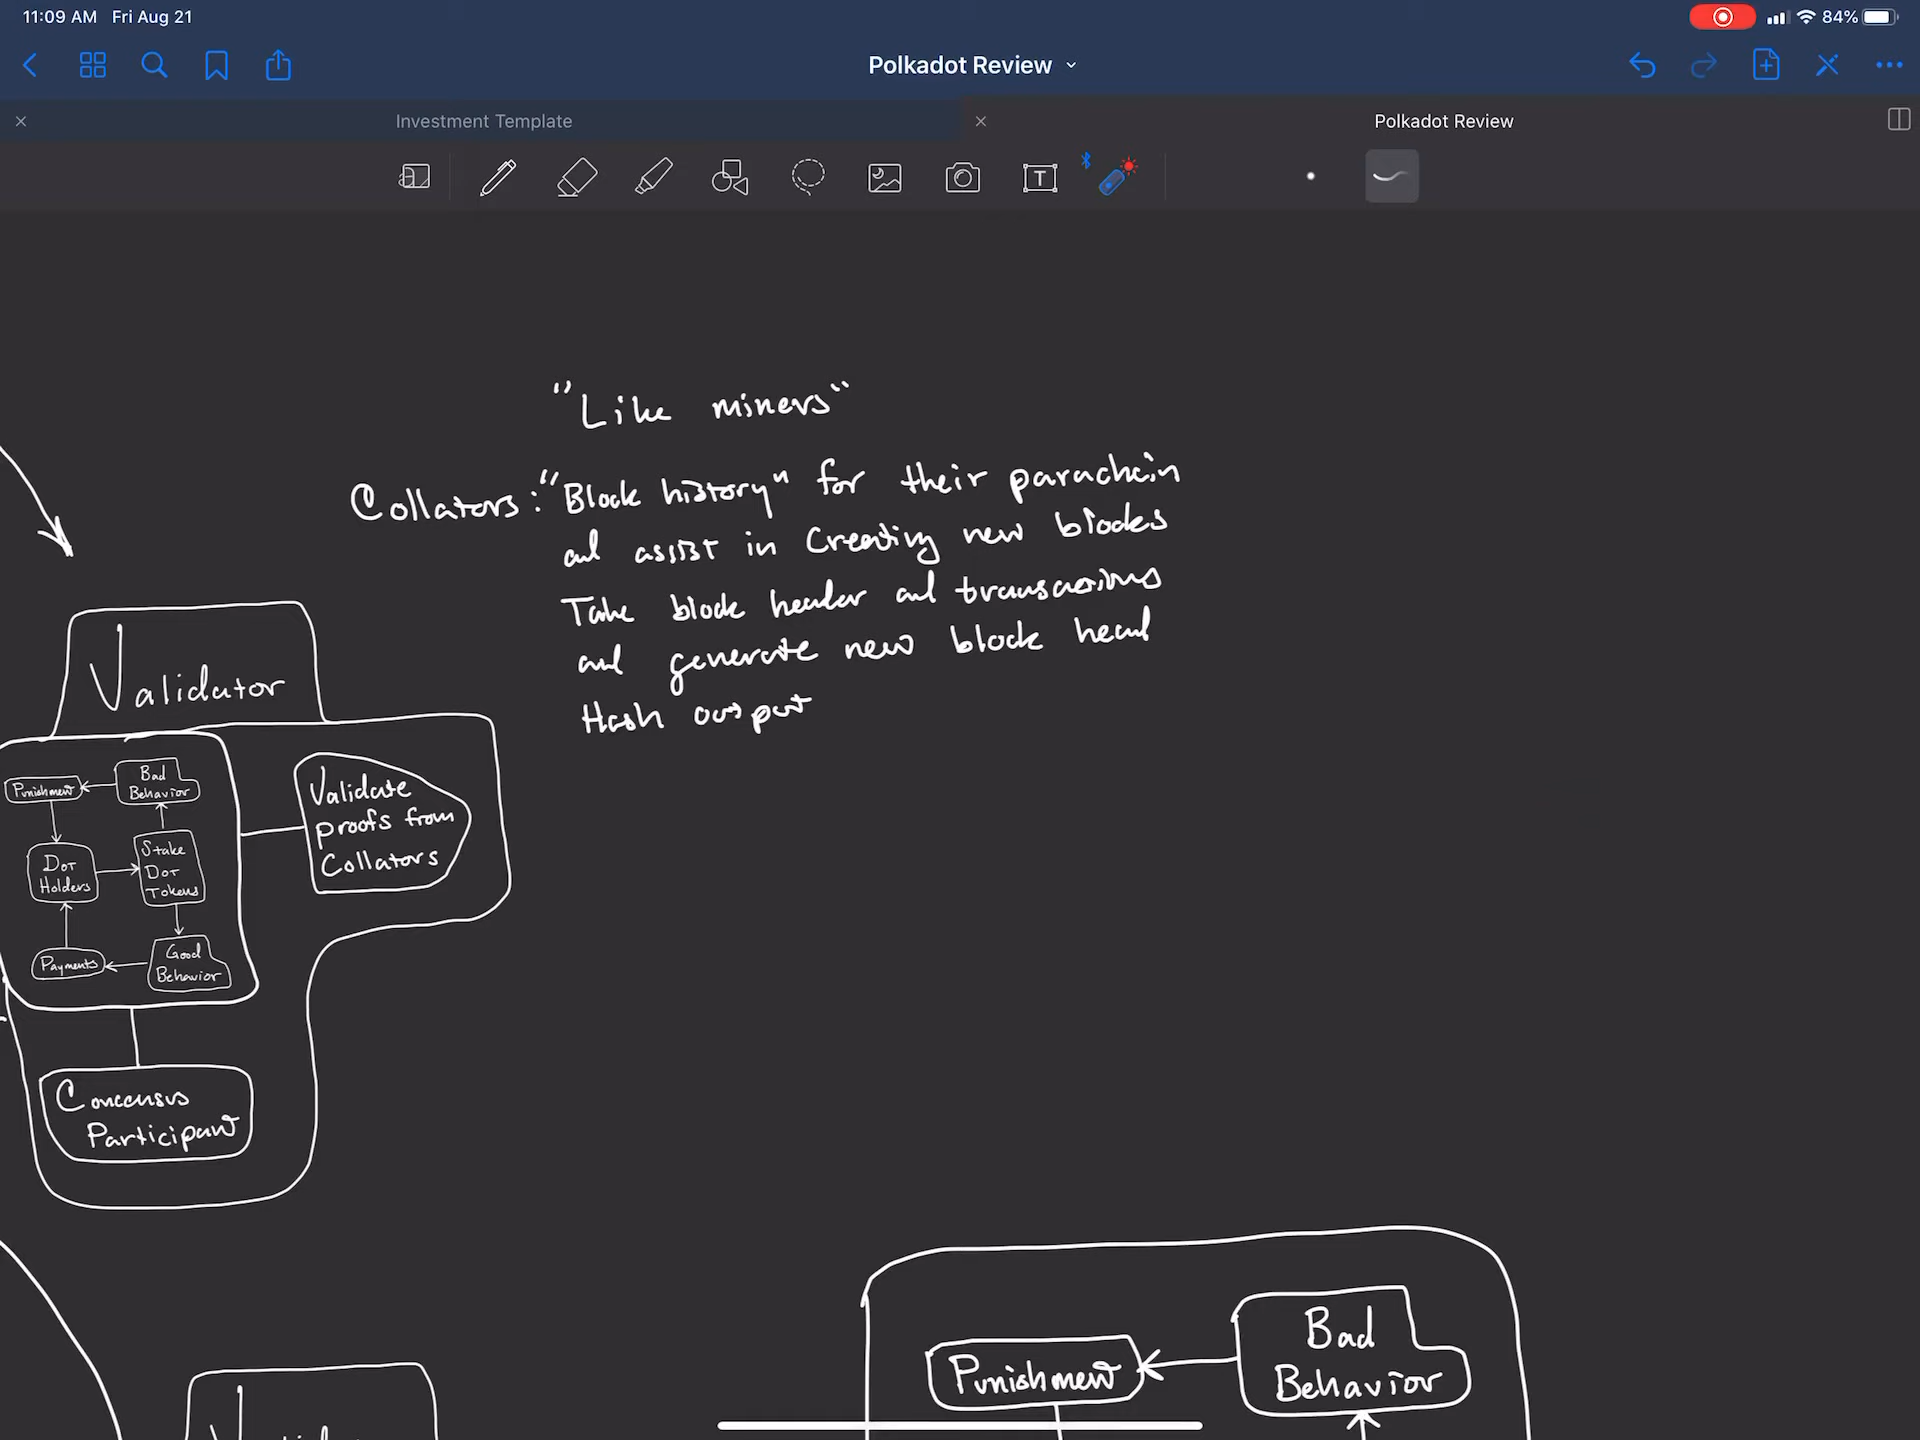 11:09 AM Fri Aug 21
84%
Polkadot Review
Investment Template
Polkadot Review
T
"Like miners"
Collators: "Block history" for their parachain
and assist in Creating new blocks
Take block header and transactions
and generate new block head
Hash output
Validator
Punishment
Bad
Behavior
Dot
Holders
Stake
Dot
Tokens
Payments
Good
Behavior
Validate
proofs from
Collators
Concensus
Participant
Punishment
Bad
Behavior